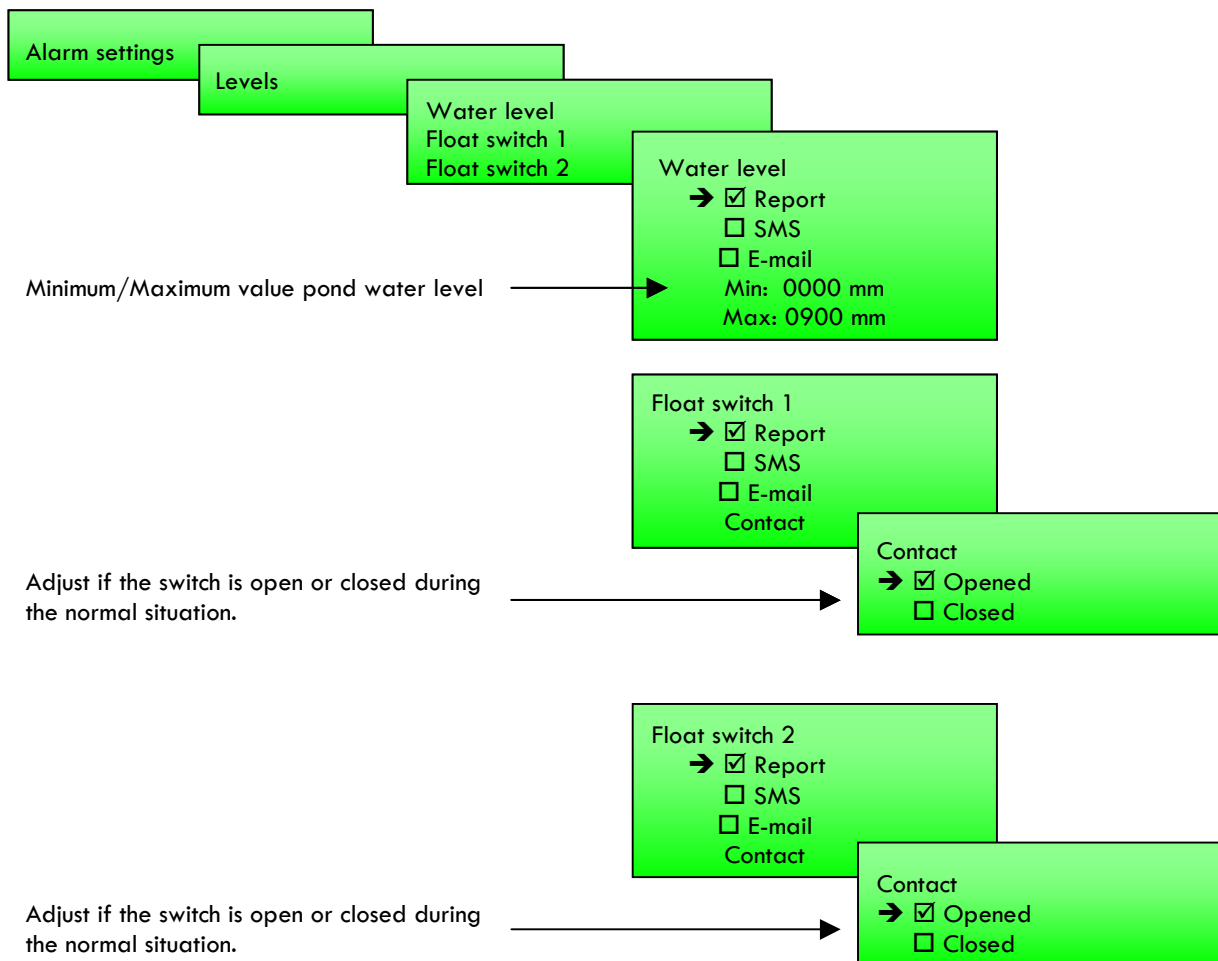 Alarm settings
Levels
Water level
Float switch 1
Float switch 2
Water level
➔ ☑ Report
☐ SMS
☐ E-mail
Min: 0000 mm
Max: 0900 mm
Minimum/Maximum value pond water level
Float switch 1
➔ ☑ Report
☐ SMS
☐ E-mail
Contact
Contact
➔ ☑ Opened
☐ Closed
Adjust if the switch is open or closed during
the normal situation.
Float switch 2
➔ ☑ Report
☐ SMS
☐ E-mail
Contact
Contact
➔ ☑ Opened
☐ Closed
Adjust if the switch is open or closed during
the normal situation.